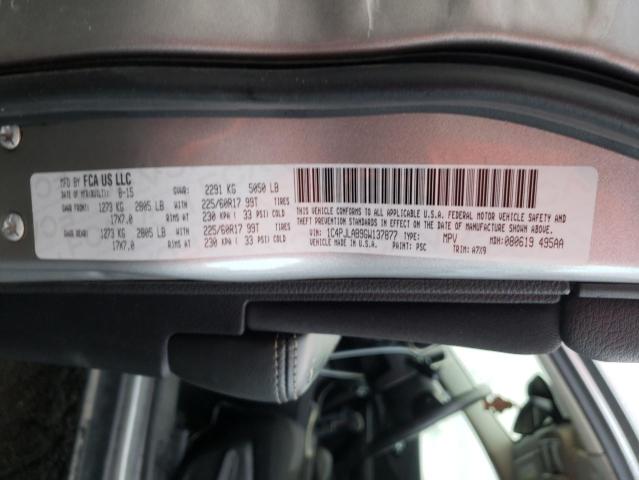 MFD BY FCA US LLC
DATE OF MFR(BUILT): 8-15 GVWR: 2291 KG 5050 LB
GAWR FRONT: 1273 KG 2805 LB WITH 225/60R17 99T TIRES
17X7.0 RIMS AT 230 KPA / 33 PSI( COLD
GAWR REAR: 1273 KG 2805 LB WITH 225/60R17 99T TIRES
17X7.0 RIMS AT 230 KPA / 33 PSI COLD
THIS VEHICLE CONFORMS TO ALL APPLICABLE U.S.A. FEDERAL MOTOR VEHICLE SAFETY AND
THEFT PREVENTION STANDARDS IN EFFECT ON THE DATE OF MANUFACTURE SHOWN ABOVE.
VIN: 1C4PJLAB9GW137877 TYPE: MPV MDH: 080619 495AA
VEHICLE MADE IN U.S.A. PAINT: PSC TRIM: A7X9